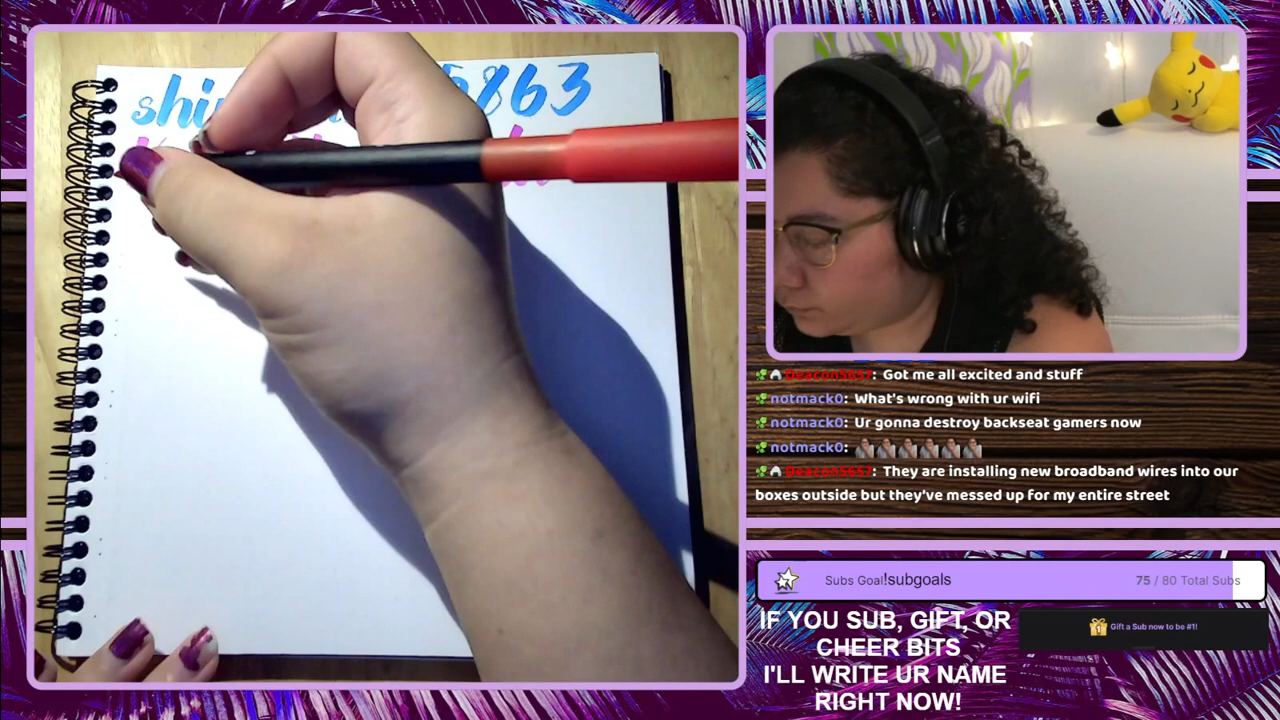 shi 5863
Deacon5657: Got me all excited and stuff
notmack0: What's wrong with ur wifi
notmack0: Ur gonna destroy backseat gamers now
notmack0:
Deacon5657: They are installing new broadband wires into our
boxes outside but they've messed up for my entire street
Subs Goal!subgoals 75 / 80 Total Subs
IF YOU SUB, GIFT, OR
CHEER BITS
I'LL WRITE UR NAME
RIGHT NOW!
1 Gift a Sub now to be #1!